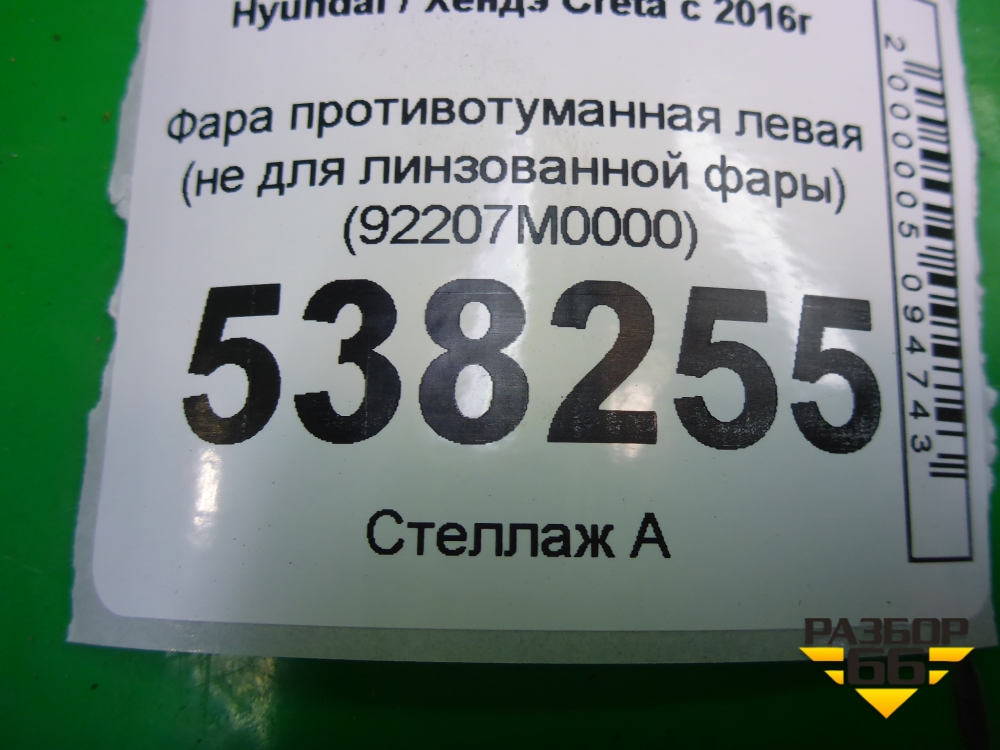 Hyundai / Хендэ Creta с 2016г
Фара противотуманная левая
(не для линзованной фары)
(92207M0000)
538255
Стеллаж А
2000005094743
РАЗБОР
66